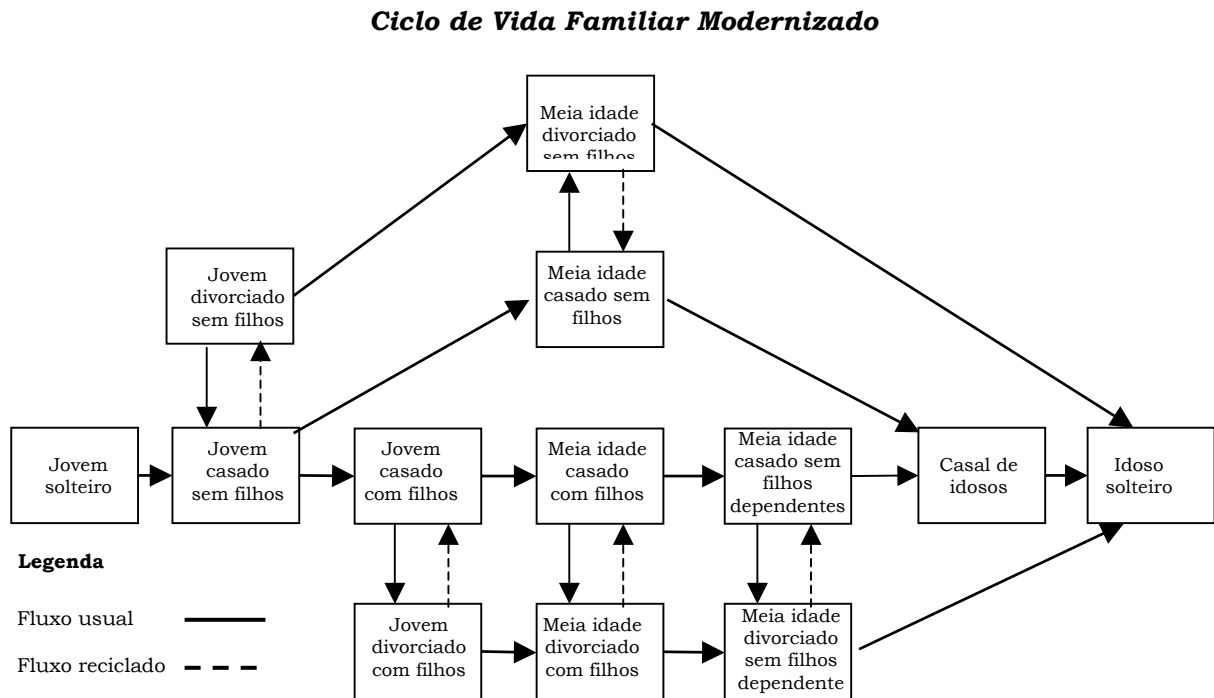 Ciclo de Vida Familiar Modernizado
Meia idade
divorciado
sem filhos
Jovem
divorciado
sem filhos
Meia idade
casado sem
filhos
Jovem
solteiro
Jovem
casado
sem filhos
Jovem
casado
com filhos
Meia idade
casado
com filhos
Meia idade
casado sem
filhos
dependentes
Casal de
idosos
Idoso
solteiro
Jovem
divorciado
com filhos
Meia idade
divorciado
com filhos
Meia idade
divorciado
sem filhos
dependente
Legenda
Fluxo usual
Fluxo reciclado